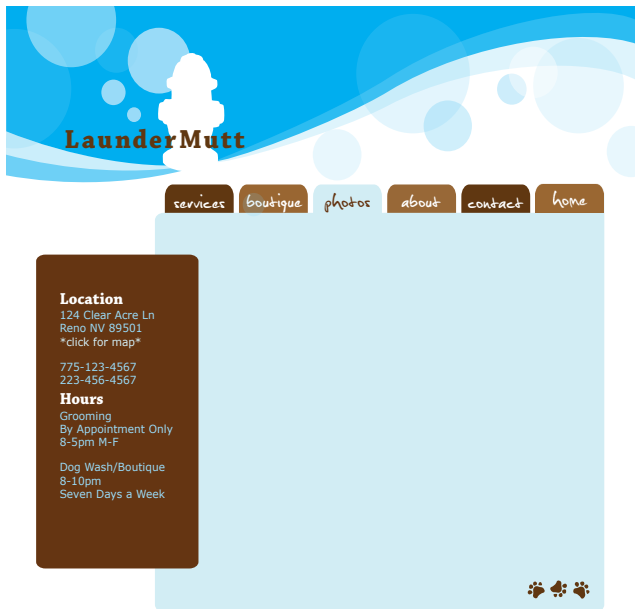 LaunderMutt
services boutique photos about contact home
Location
124 Clear Acre Ln
Reno NV 89501
*click for map*
775-123-4567
223-456-4567
Hours
Grooming
By Appointment Only
8-5pm M-F
Dog Wash/Boutique
8-10pm
Seven Days a Week